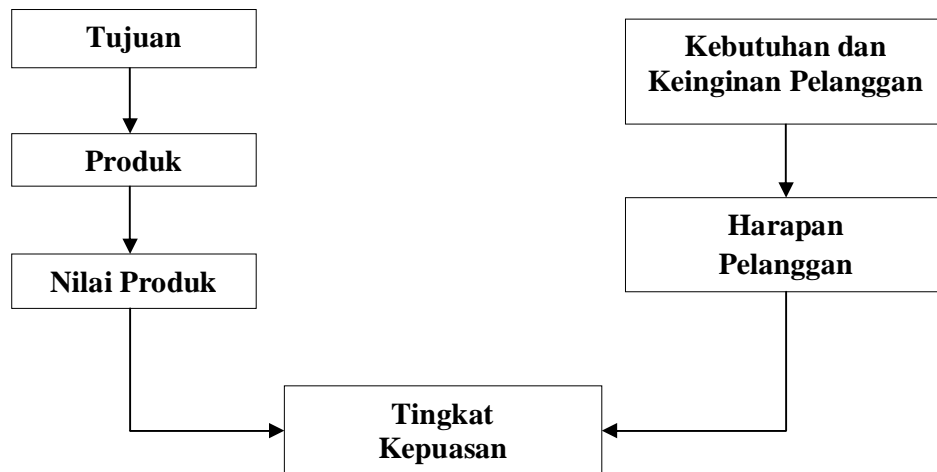 Tujuan
Produk
Nilai Produk
Kebutuhan dan
Keinginan Pelanggan
Harapan
Pelanggan
Tingkat
Kepuasan